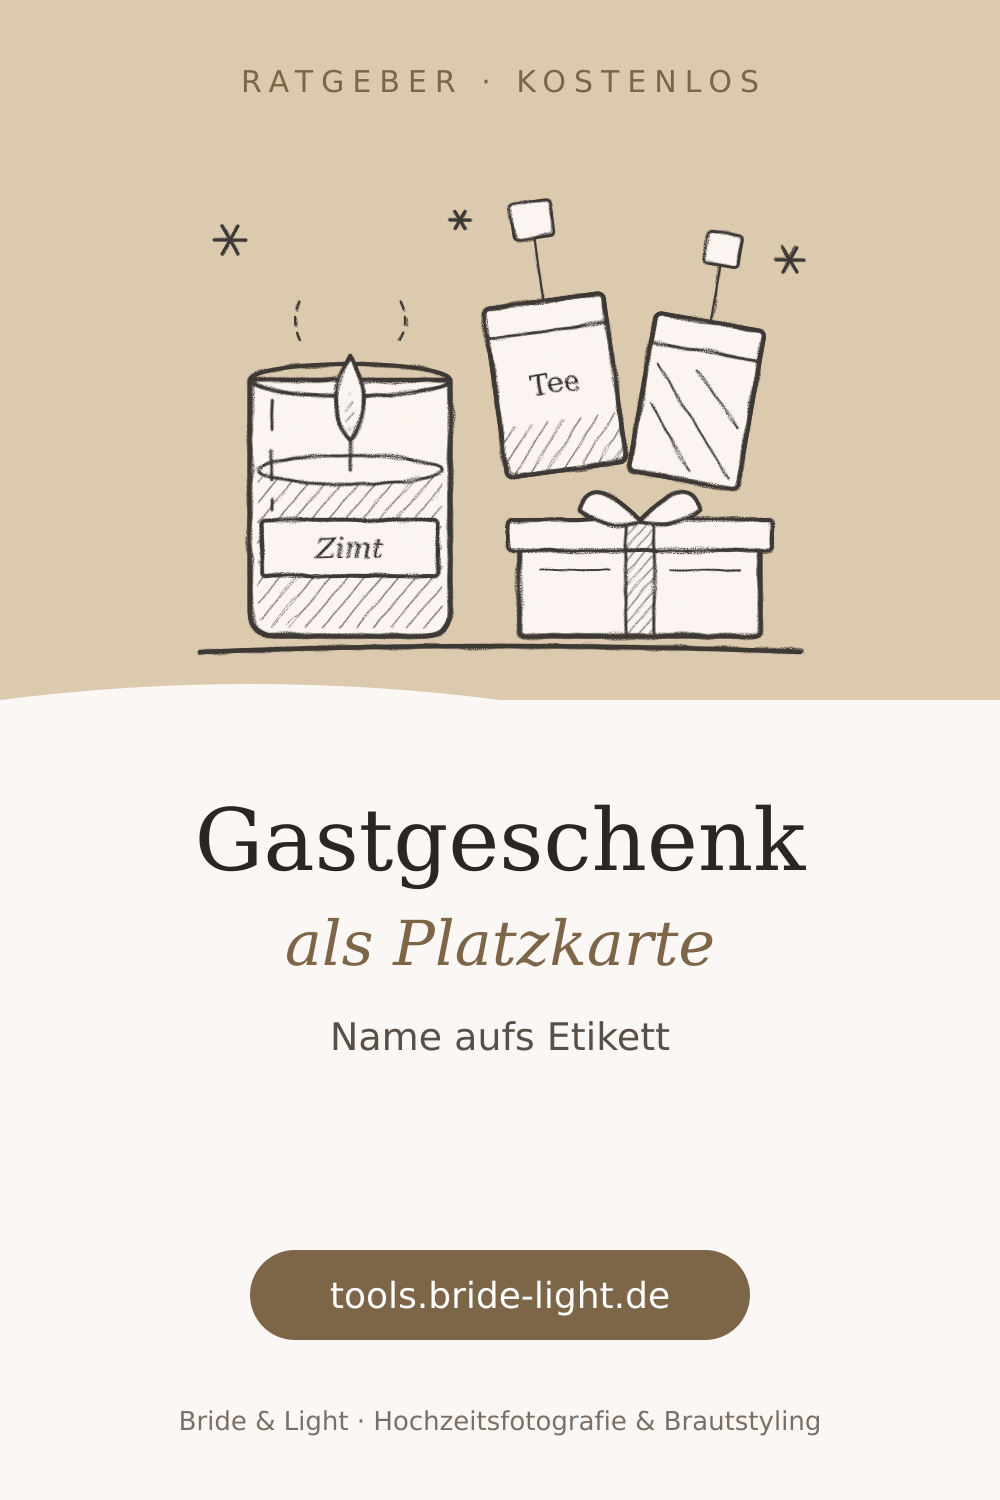 RATGEBER · KOSTENLOS
Tee
Zimt
Gastgeschenk
als Platzkarte
Name aufs Etikett
tools.bride-light.de
Bride & Light · Hochzeitsfotografie & Brautstyling